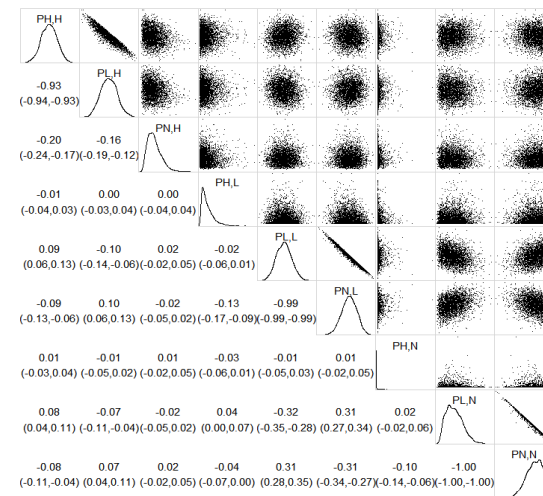 PH,H
PL,H
-0.93
(-0.94,-0.93)
PN,H
-0.20 -0.16
(-0.24,-0.17) (-0.19,-0.12)
PH,L
-0.01 0.00 0.00
(-0.04,0.03) (-0.03,0.04) (-0.04,0.04)
PL,L
0.09 -0.10 0.02 -0.02
(0.06,0.13) (-0.14,-0.06) (-0.02,0.05) (-0.06,0.01)
PN,L
-0.09 0.10 -0.02 -0.13 -0.99
(-0.13,-0.06) (0.06,0.13) (-0.05,0.02) (-0.17,-0.09) (-0.99,-0.99)
PH,N
0.01 -0.01 0.01 -0.03 -0.01 0.01
(-0.03,0.04) (-0.05,0.02) (-0.02,0.05) (-0.06,0.01) (-0.05,0.03) (-0.02,0.05)
PL,N
0.08 -0.07 -0.02 0.04 -0.32 0.31 0.02
(0.04,0.11) (-0.11,-0.04) (-0.05,0.02) (0.00,0.07) (-0.35,-0.28) (0.27,0.34) (-0.02,0.06)
PN,N
-0.08 0.07 0.02 -0.04 0.31 -0.31 -0.10 -1.00
(-0.11,-0.04) (0.04,0.11) (-0.02,0.05) (-0.07,0.00) (0.28,0.35) (-0.34,-0.27) (-0.14,-0.06) (-1.00,-1.00)